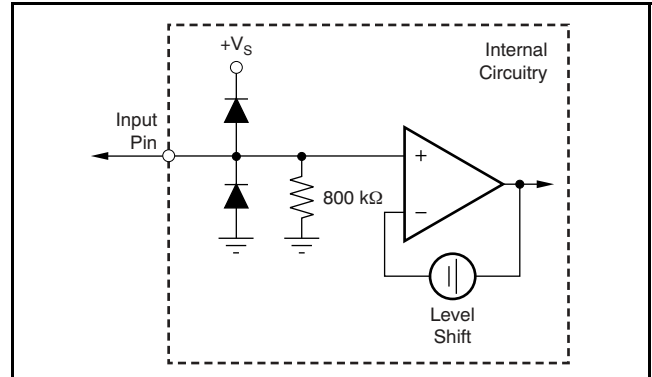 +VS
Internal
Circuitry
Input
Pin
+
800 kΩ
−
Level
Shift